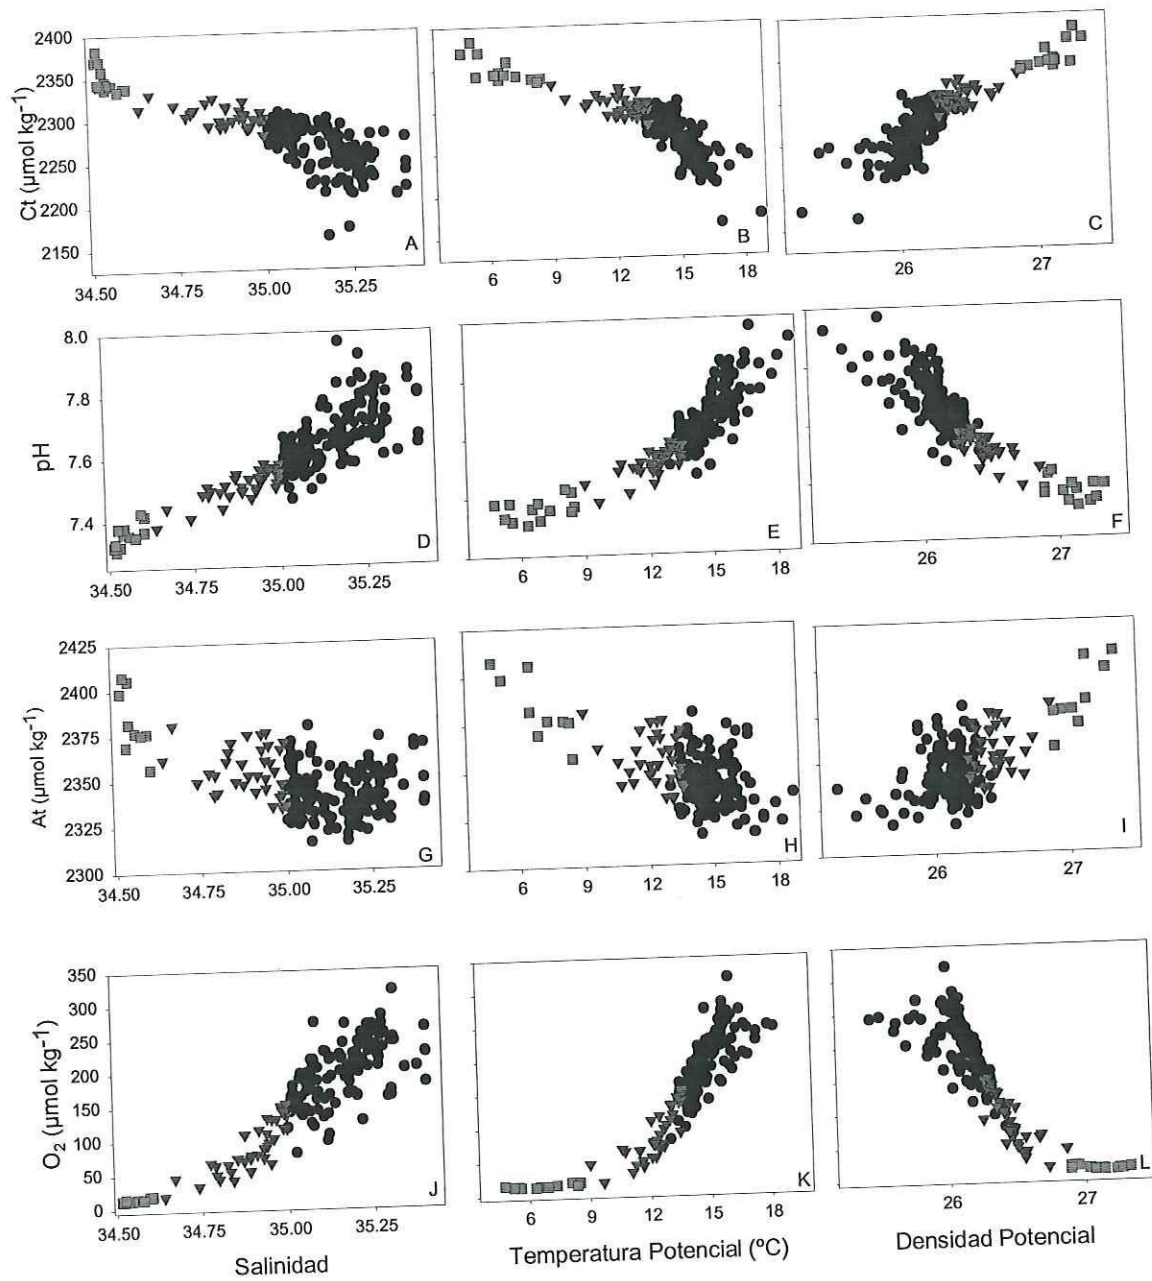 2400
2350
2300
2250
2200
2150
Ct (µmol kg⁻¹)
A
B
C
34.50 34.75 35.00 35.25
6 9 12 15 18
26 27
8.0
7.8
7.6
7.4
pH
D
E
F
34.50 34.75 35.00 35.25
6 9 12 15 18
26 27
2425
2400
2375
2350
2325
2300
At (µmol kg⁻¹)
G
H
I
34.50 34.75 35.00 35.25
6 9 12 15 18
26 27
350
300
250
200
150
100
50
0
O₂ (µmol kg⁻¹)
J
K
L
34.50 34.75 35.00 35.25
6 9 12 15 18
26 27
Salinidad
Temperatura Potencial (ºC)
Densidad Potencial